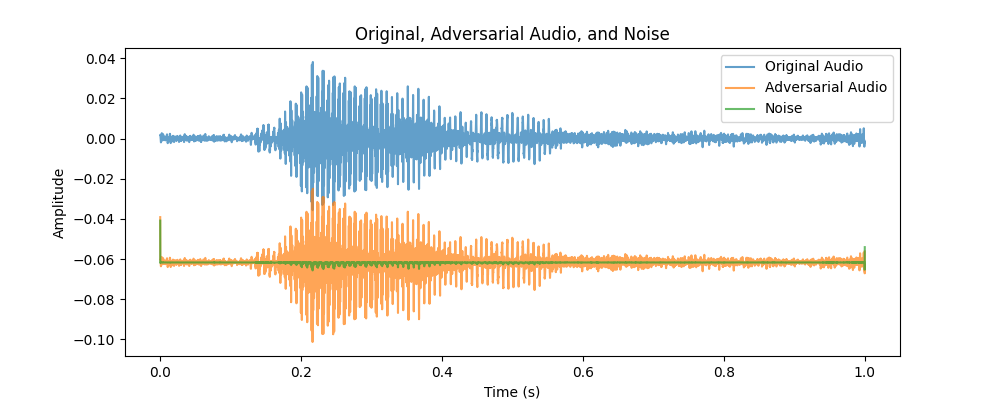 Original, Adversarial Audio, and Noise
Original Audio
Adversarial Audio
Noise
0.04
0.02
0.00
−0.02
−0.04
−0.06
−0.08
−0.10
Amplitude
0.0 0.2 0.4 0.6 0.8 1.0
Time (s)